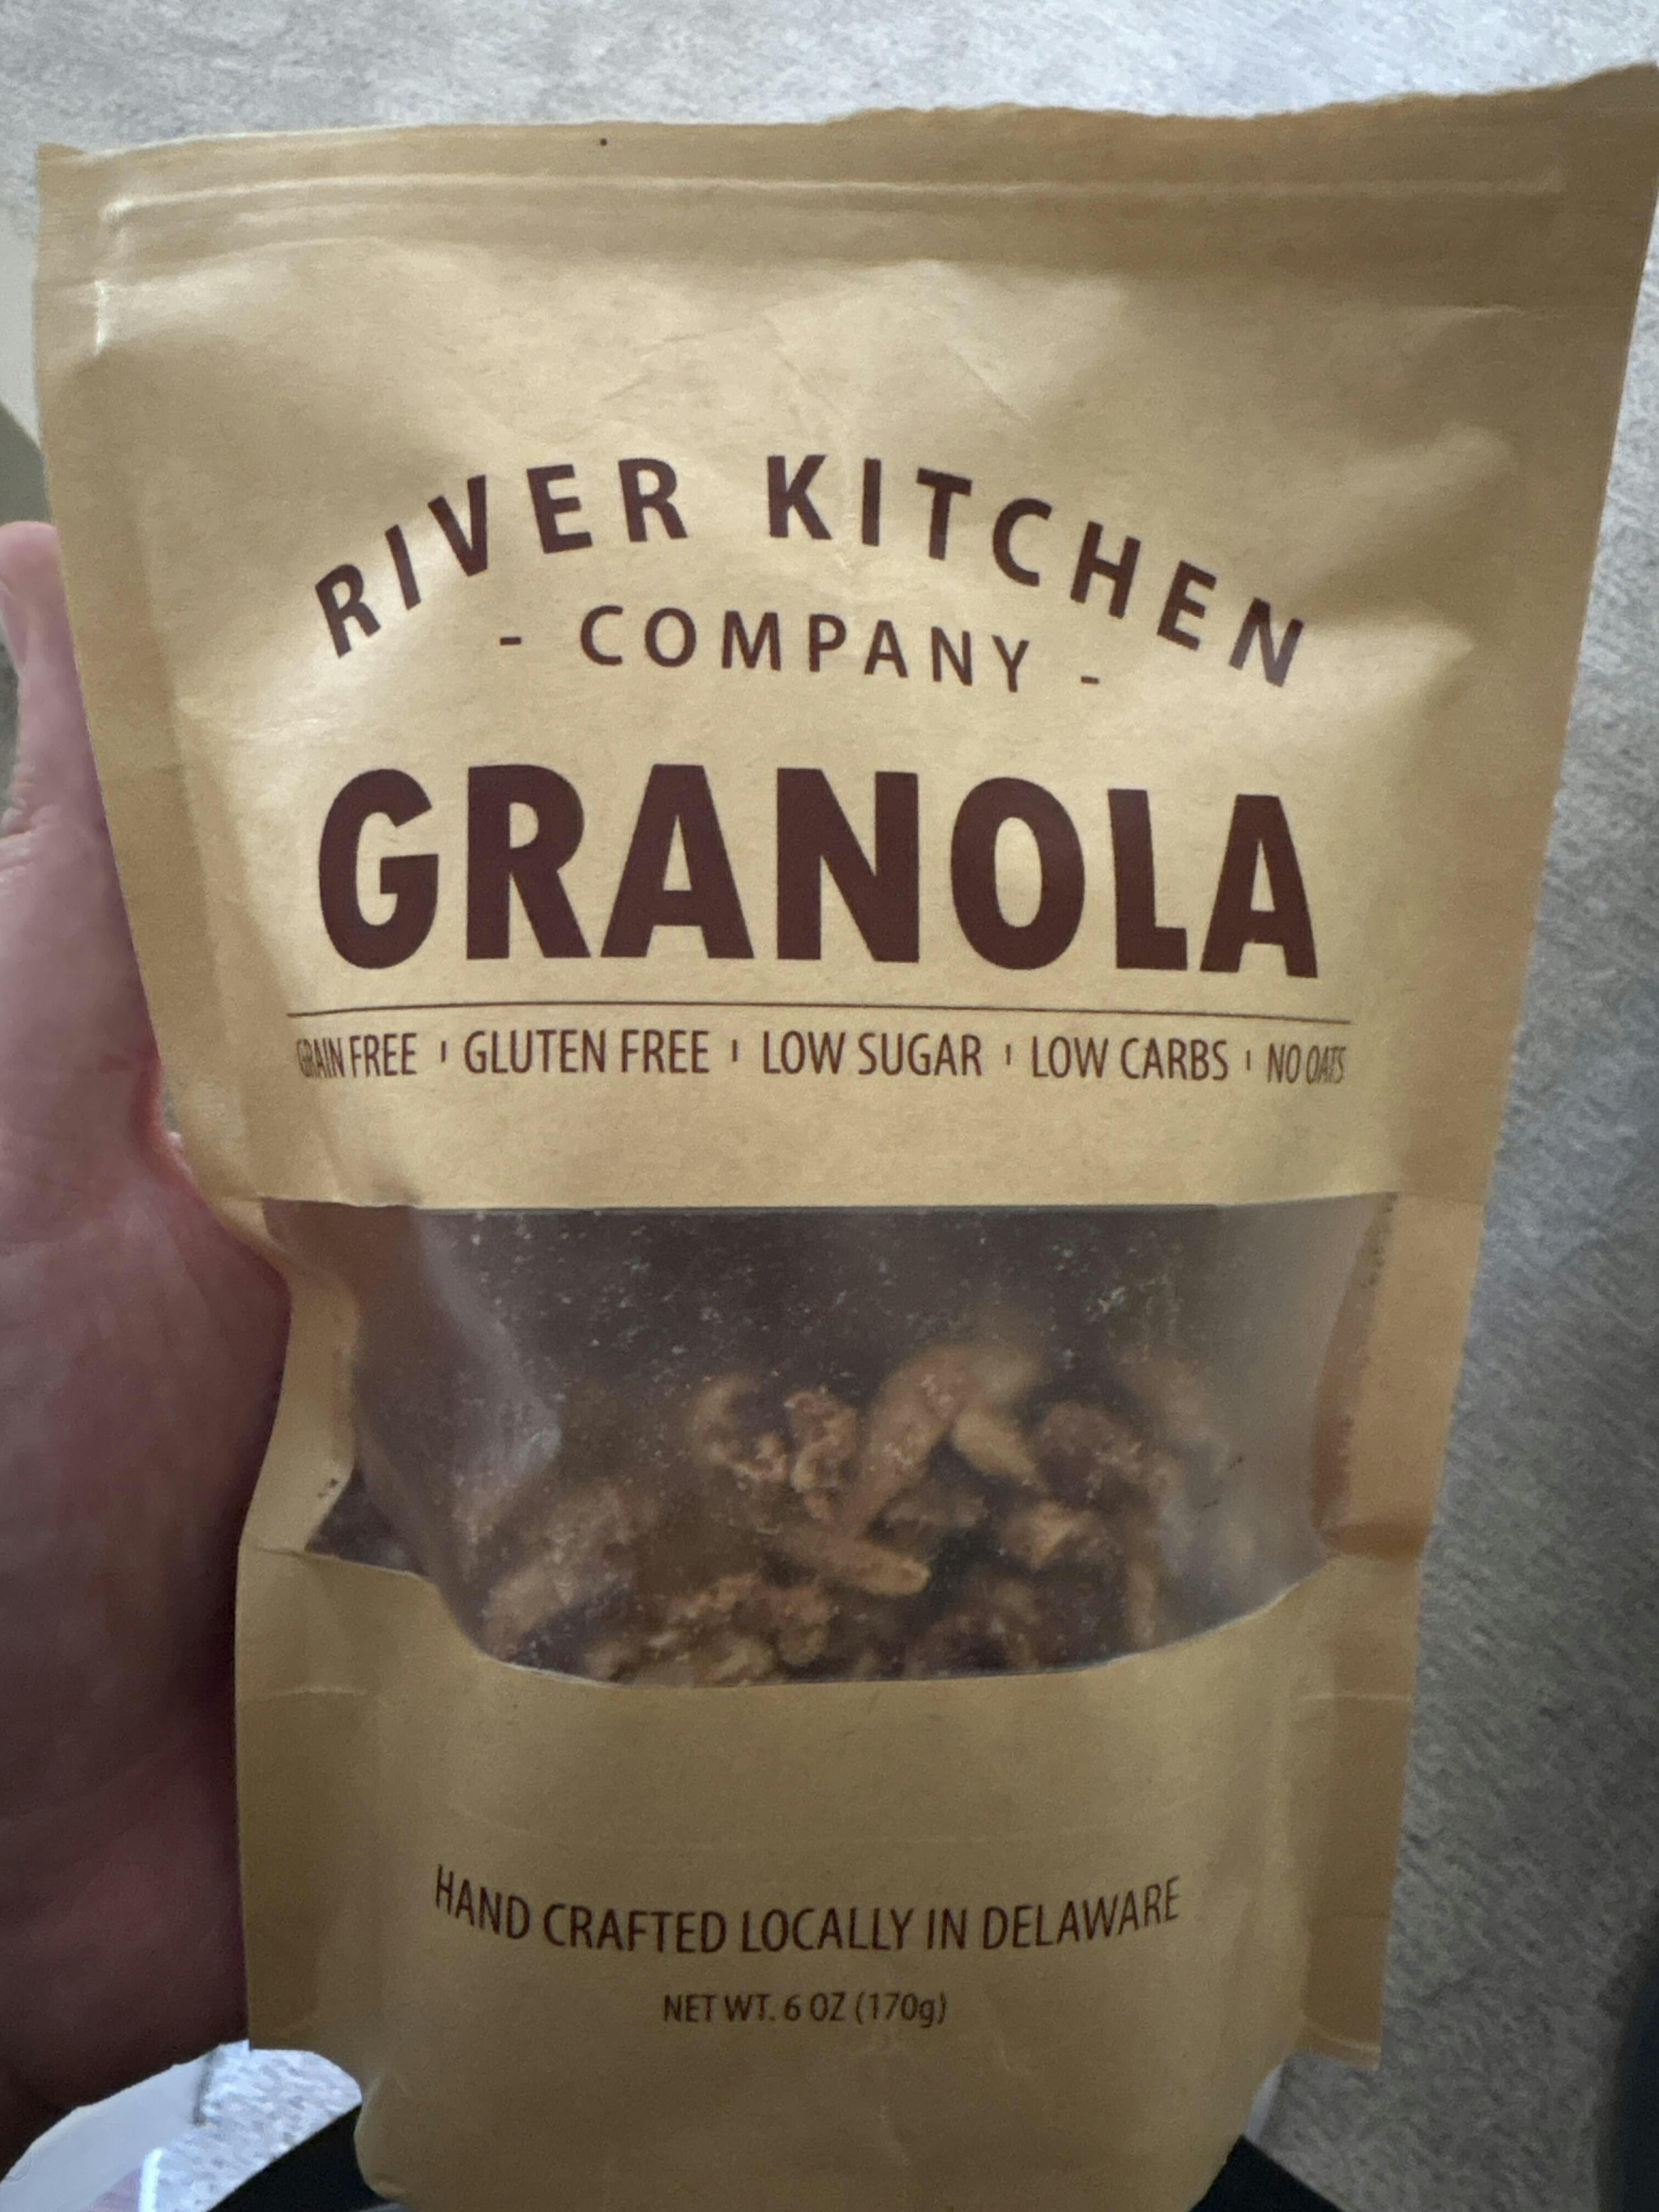 RIVER KITCHEN
- COMPANY -
GRANOLA
GRAIN FREE | GLUTEN FREE | LOW SUGAR | LOW CARBS | NO OATS
HAND CRAFTED LOCALLY IN DELAWARE
NET WT. 6 OZ (170g)